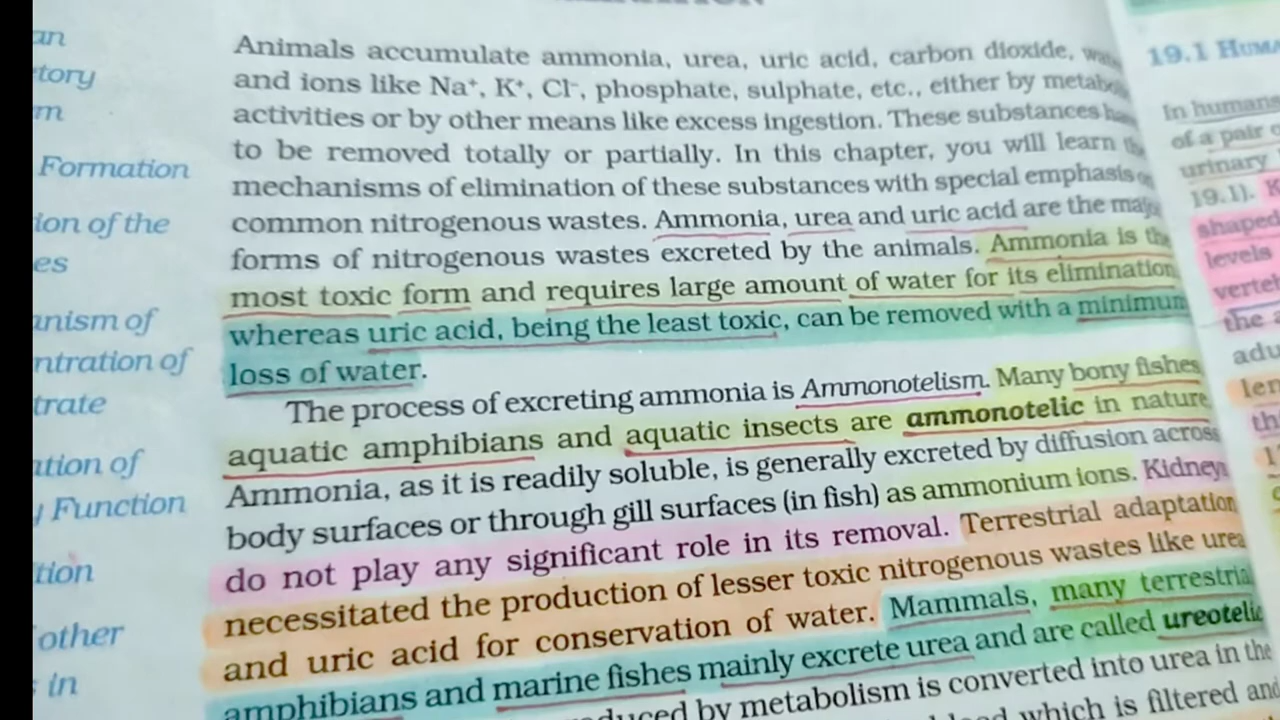 an
tory
m
Formation
ion of the
es
anism of
ntration of
trate
ation of
y Function
tion
other
s in
Animals accumulate ammonia, urea, uric acid, carbon dioxide,
and ions like Na⁺, K⁺, Cl⁻, phosphate, sulphate, etc., either by metabo
activities or by other means like excess ingestion. These substances ha
to be removed totally or partially. In this chapter, you will learn th
mechanisms of elimination of these substances with special emphasis o
common nitrogenous wastes. Ammonia, urea and uric acid are the maj
forms of nitrogenous wastes excreted by the animals. Ammonia is th
most toxic form and requires large amount of water for its elimination
whereas uric acid, being the least toxic, can be removed with a minimum
loss of water.
The process of excreting ammonia is Ammonotelism. Many bony fishes
aquatic amphibians and aquatic insects are ammonotelic in nature
Ammonia, as it is readily soluble, is generally excreted by diffusion across
body surfaces or through gill surfaces (in fish) as ammonium ions. Kidneys
do not play any significant role in its removal. Terrestrial adaptation
necessitated the production of lesser toxic nitrogenous wastes like urea
and uric acid for conservation of water. Mammals, many terrestrial
amphibians and marine fishes mainly excrete urea and are called ureotelic
duced by metabolism is converted into urea in the
which is filtered and
19.1 HUMA
In humans
of a pair o
urinary
19.1). K
shaped
levels
verteb
the a
adu
len
th